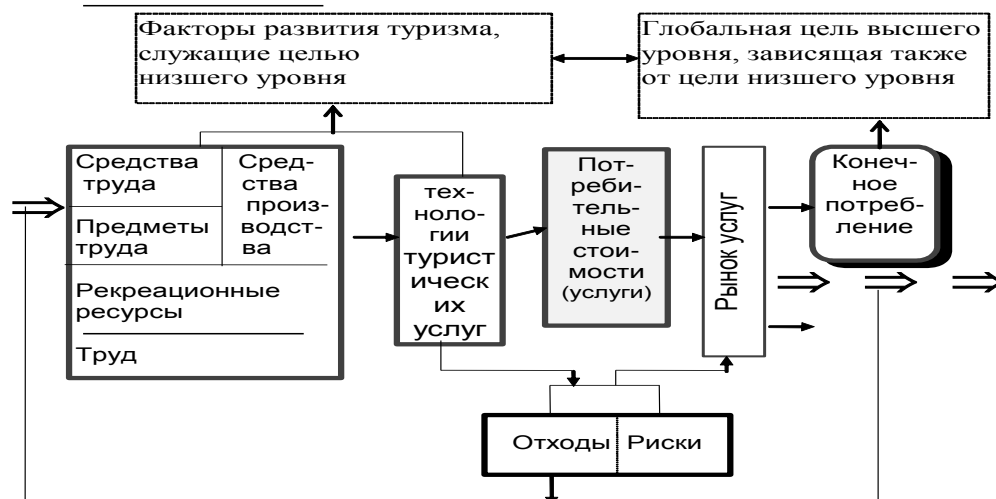 Факторы развития туризма,
служащие целью
низшего уровня
Глобальная цель высшего
уровня, зависящая также
от цели низшего уровня
Средства
труда
Сред-
ства
произ-
водст-
ва
Предметы
труда
Рекреационные
ресурсы
Труд
тех-
ноло-
гии
турист
ическ
их
услуг
Пот-
реби-
тель-
ные
стои-
мости
(услуги)
Рынок услуг
Конеч-
ное
потреб-
ление
Отходы
Риски